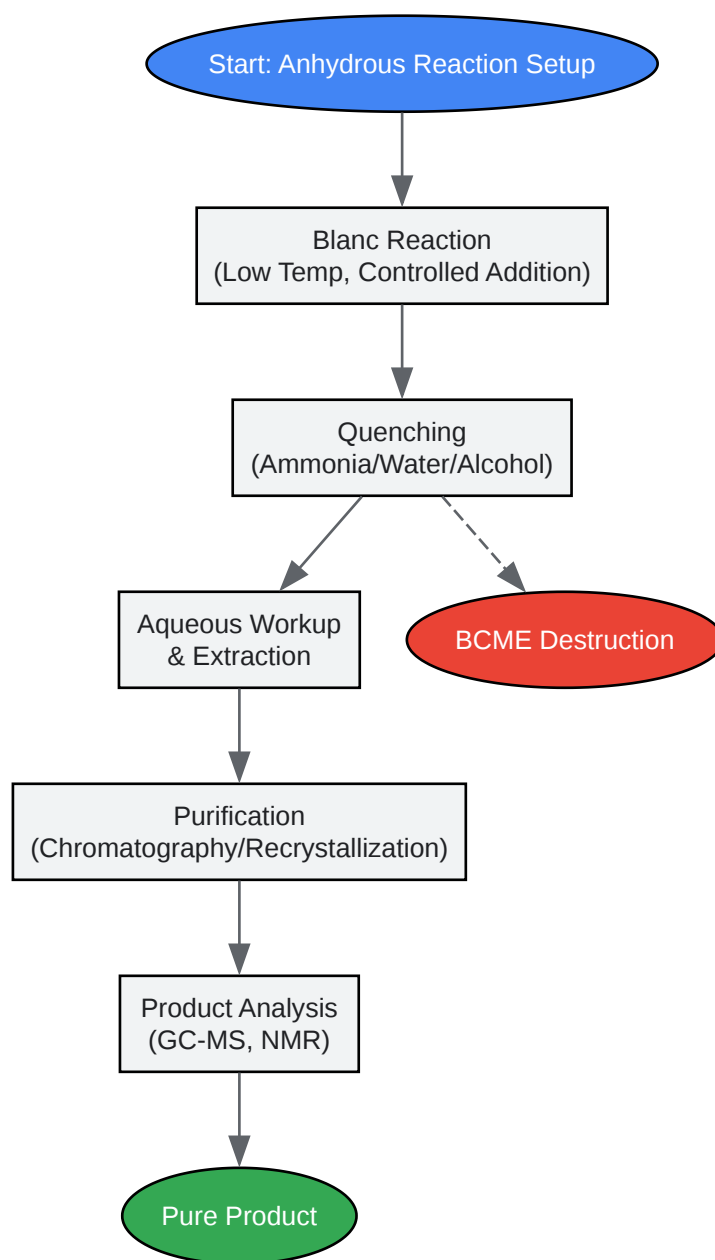 Start: Anhydrous Reaction Setup
Blanc Reaction
(Low Temp, Controlled Addition)
Quenching
(Ammonia/Water/Alcohol)
Aqueous Workup
& Extraction
BCME Destruction
Purification
(Chromatography/Recrystallization)
Product Analysis
(GC-MS, NMR)
Pure Product